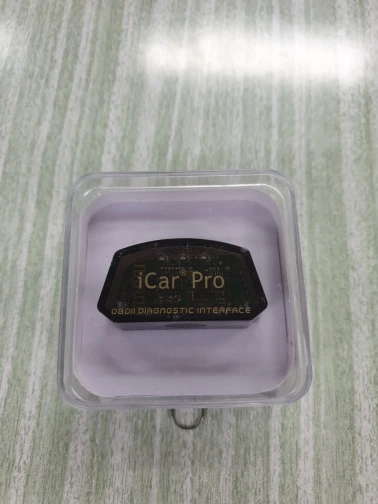 iCar® Pro
OBDII DIAGNOSTIC INTERFACE